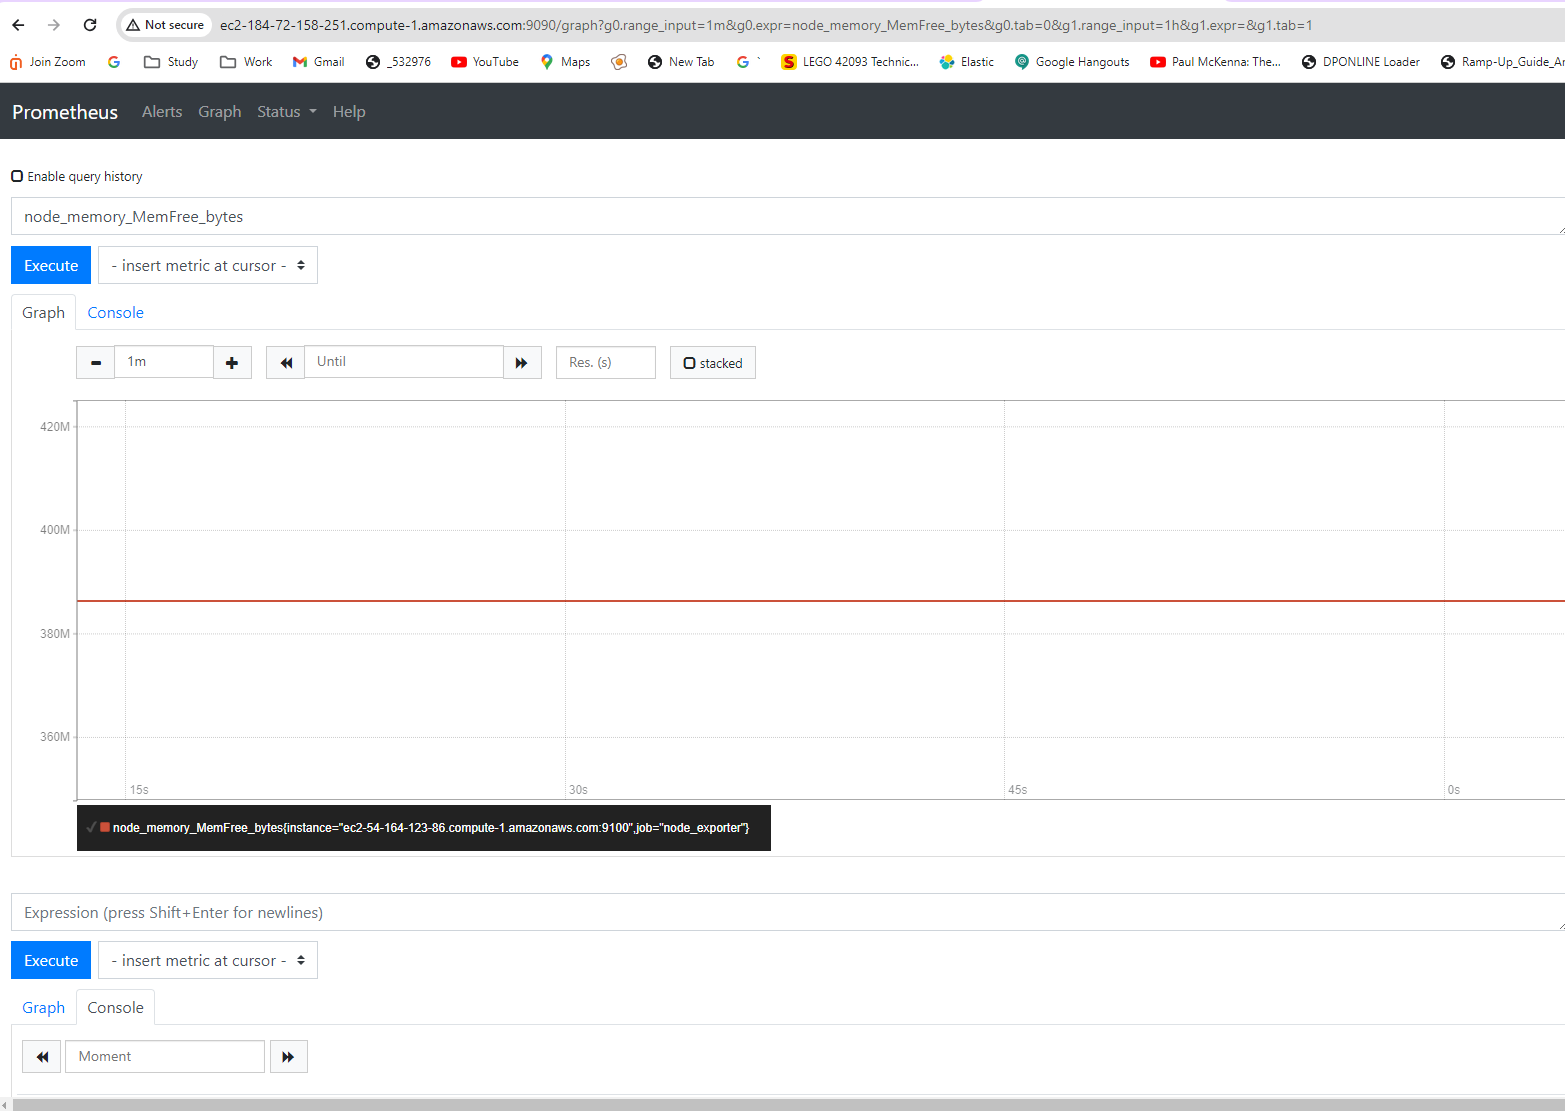 Not secure ec2-184-72-158-251.compute-1.amazonaws.com:9090/graph?g0.range_input=1m&g0.expr=node_memory_MemFree_bytes&g0.tab=0&g1.range_input=1h&g1.expr=&g1.tab=1
Join Zoom Study Work Gmail _532976 YouTube Maps New Tab ` LEGO 42093 Technic... Elastic Google Hangouts Paul McKenna: The... DPONLINE Loader Ramp-Up_Guide_Ar
Prometheus Alerts Graph Status Help
Enable query history
node_memory_MemFree_bytes
Execute - insert metric at cursor -
Graph Console
1m Until Res. (s) stacked
420M
400M
380M
360M
15s 30s 45s 0s
node_memory_MemFree_bytes{instance="ec2-54-164-123-86.compute-1.amazonaws.com:9100",job="node_exporter"}
Expression (press Shift+Enter for newlines)
Execute - insert metric at cursor -
Graph Console
Moment